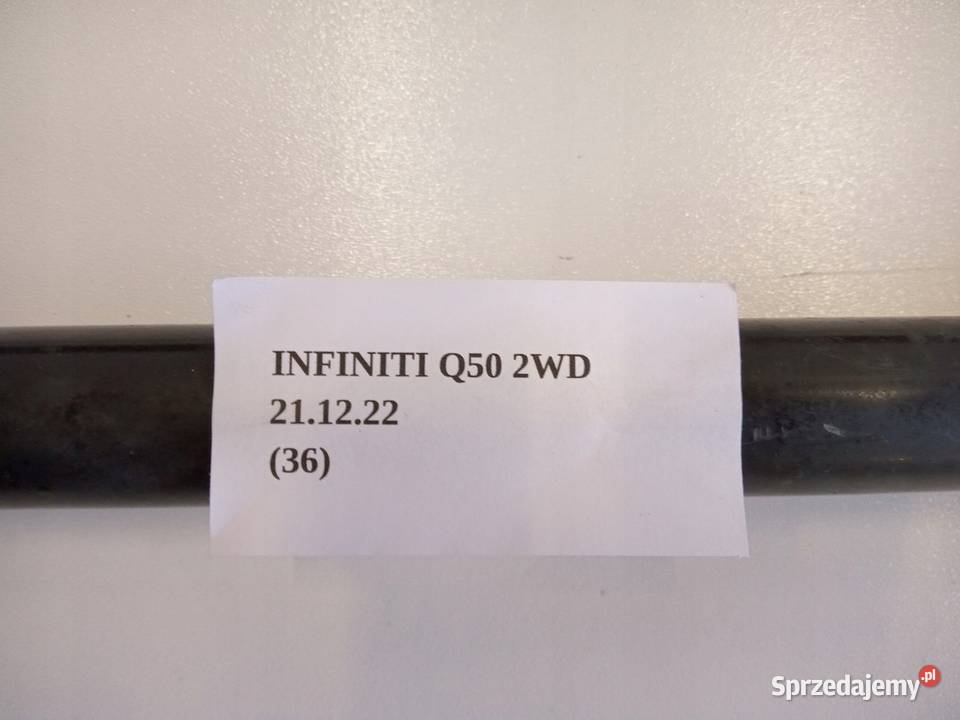 INFINITI Q50 2WD
21.12.22
(36)
Sprzedajemy.pl